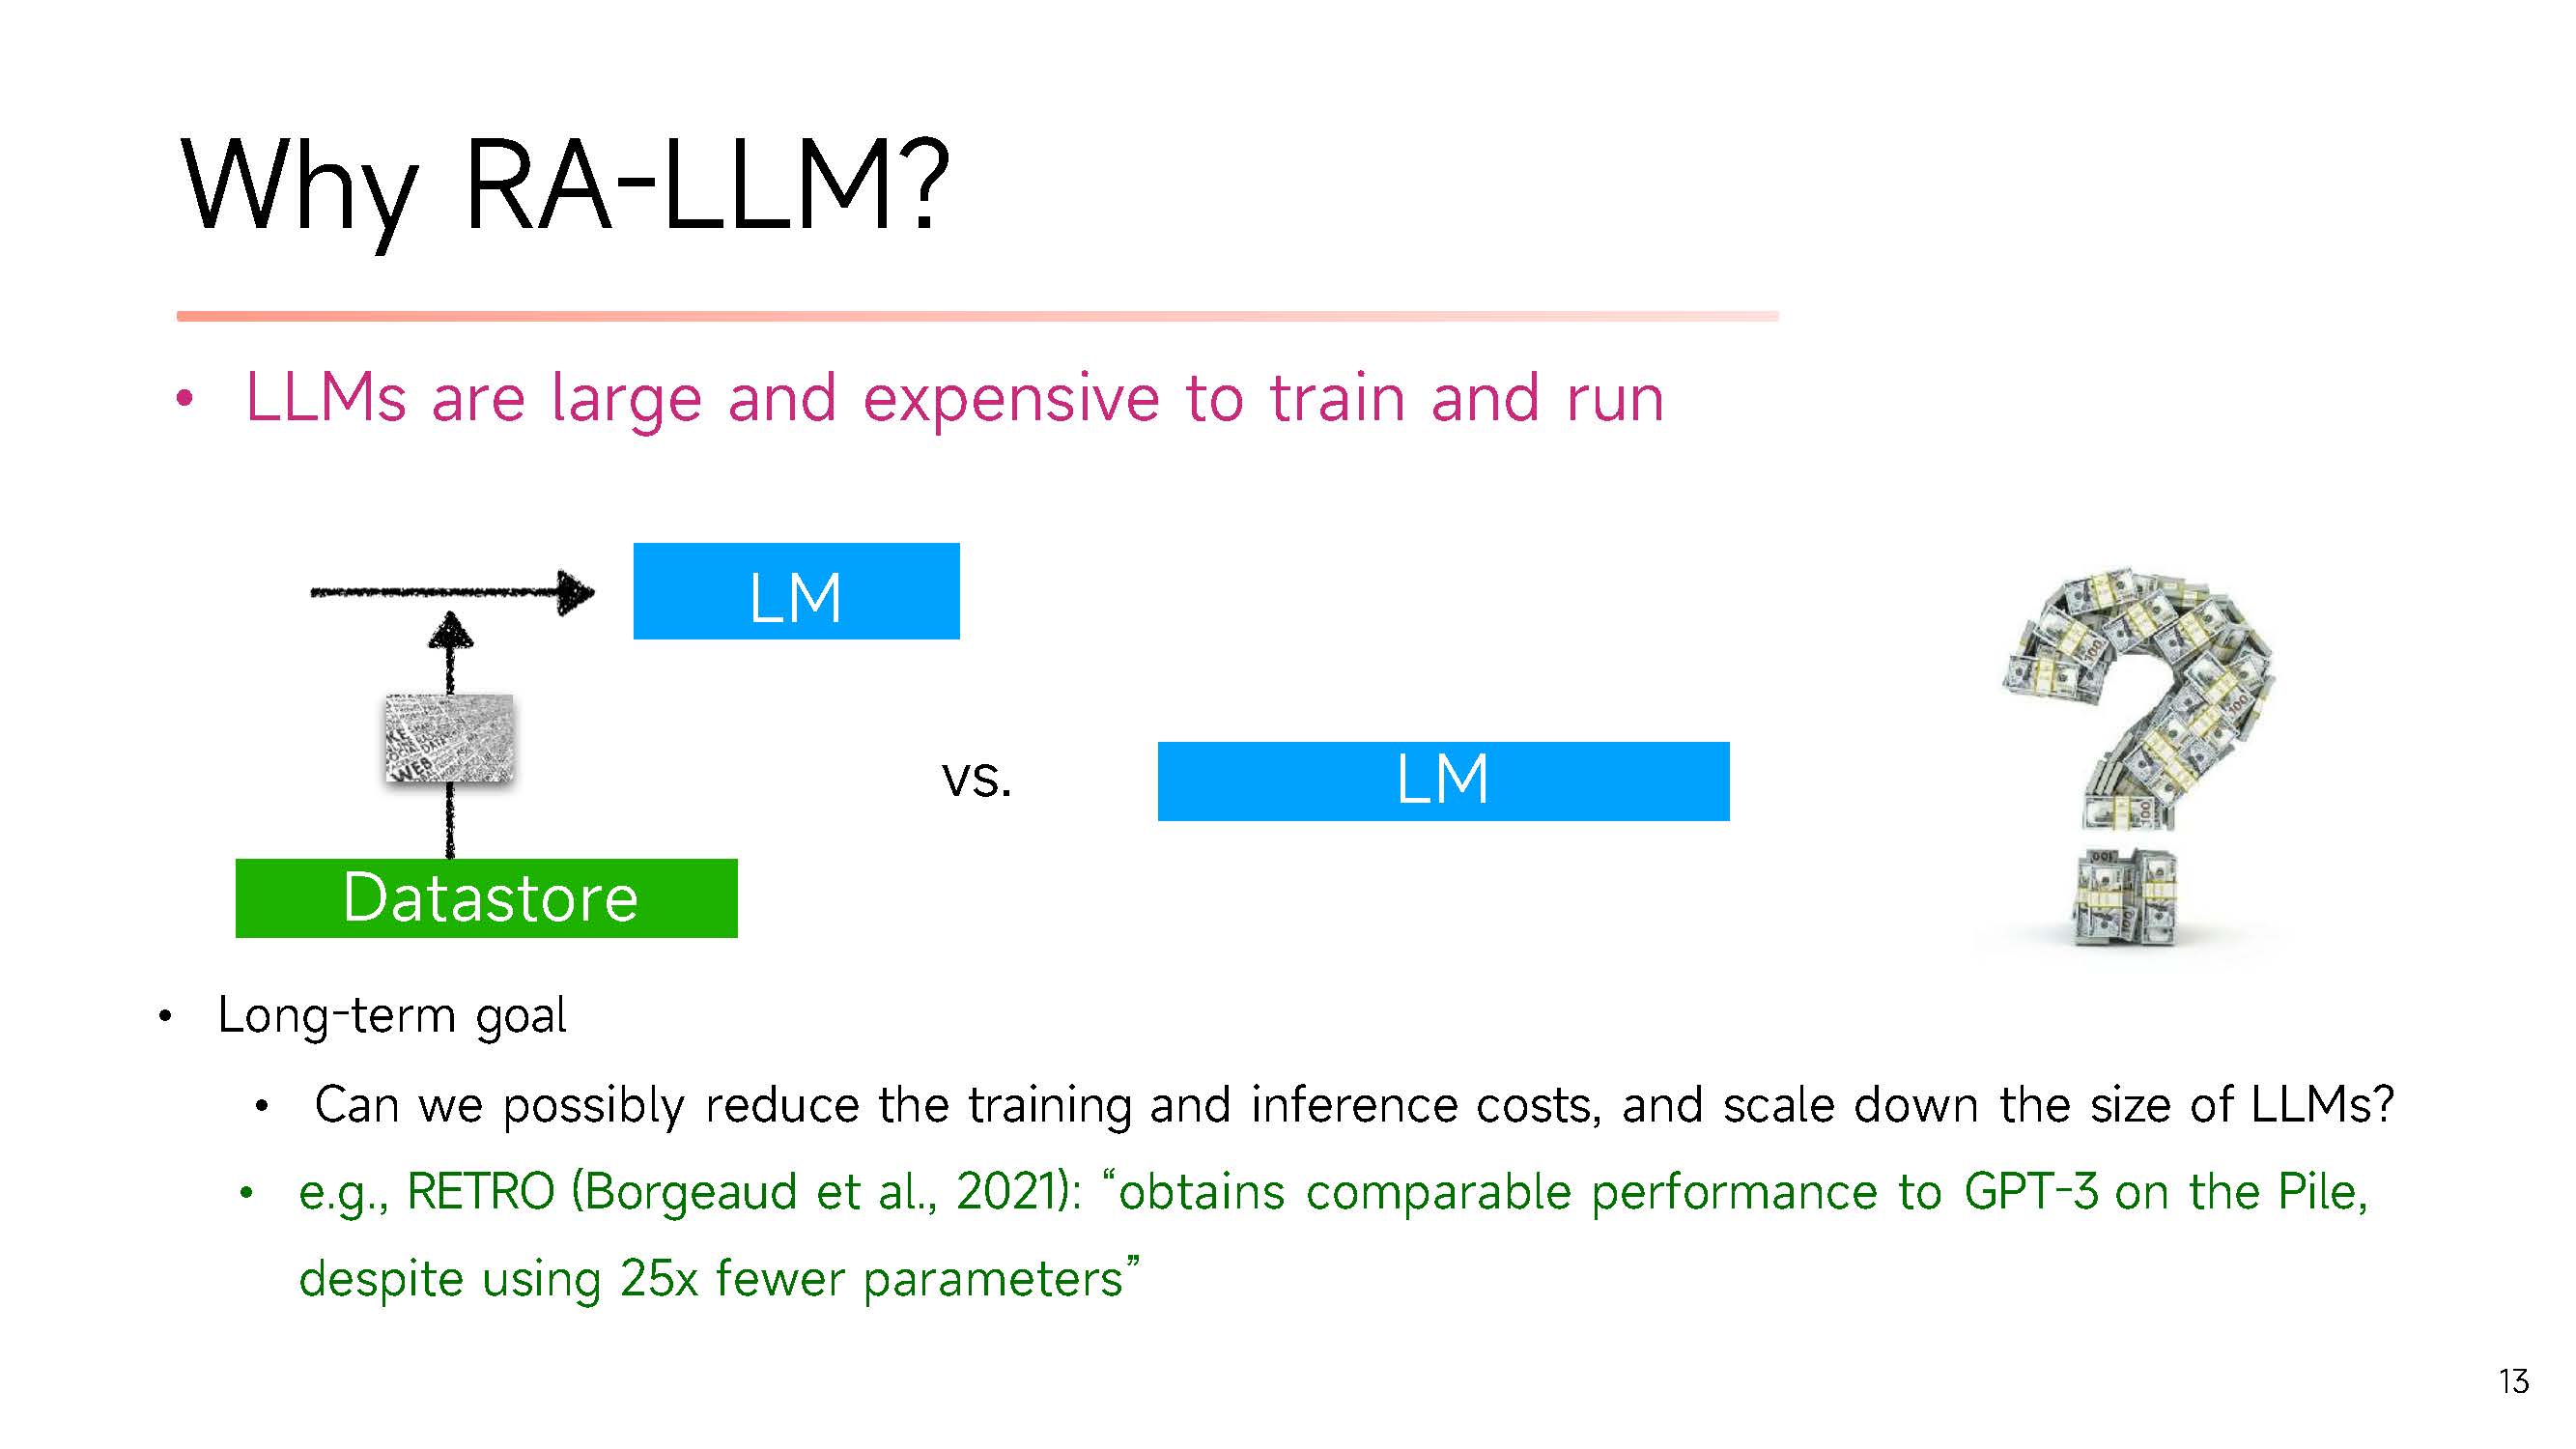 Why RA-LLM?
• LLMs are large and expensive to train and run
LM
WEB
vs.
LM
Datastore
• Long-term goal
• Can we possibly reduce the training and inference costs, and scale down the size of LLMs?
• e.g., RETRO (Borgeaud et al., 2021): “obtains comparable performance to GPT-3 on the Pile,
despite using 25x fewer parameters”
13